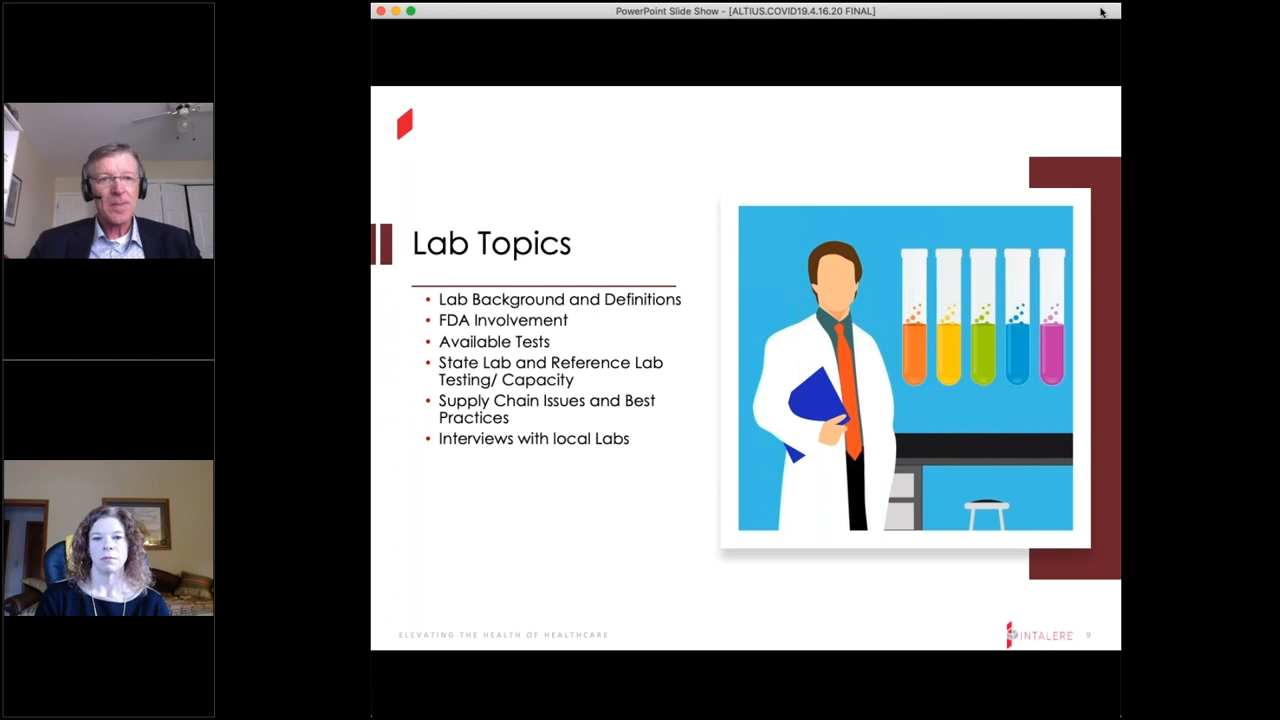 PowerPoint Slide Show - [ALTIUS.COVID19.4.16.20 FINAL]
Lab Topics
• Lab Background and Definitions
• FDA Involvement
• Available Tests
• State Lab and Reference Lab
Testing/ Capacity
• Supply Chain Issues and Best
Practices
• Interviews with local Labs
ELEVATING THE HEALTH OF HEALTHCARE
INTALERE
9